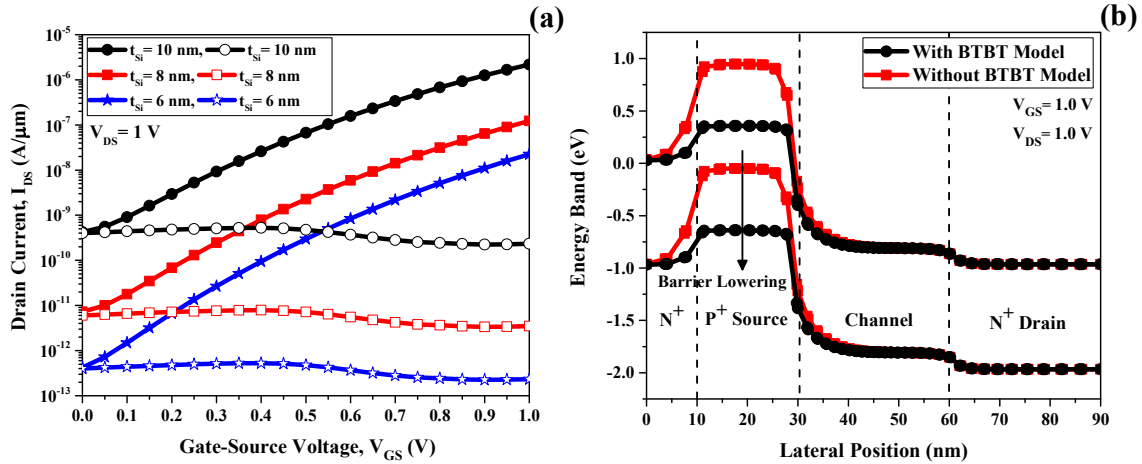 (a)
10⁻⁵
10⁻⁶
10⁻⁷
10⁻⁸
10⁻⁹
10⁻¹⁰
10⁻¹¹
10⁻¹²
10⁻¹³
Drain Current, I_DS (A/μm)
t_Si= 10 nm, t_Si= 10 nm
t_Si= 8 nm, t_Si= 8 nm
t_Si= 6 nm, t_Si= 6 nm
V_DS= 1 V
0.0 0.1 0.2 0.3 0.4 0.5 0.6 0.7 0.8 0.9 1.0
Gate-Source Voltage, V_GS (V)
(b)
1.0
0.5
0.0
-0.5
-1.0
-1.5
-2.0
Energy Band (eV)
With BTBT Model
Without BTBT Model
V_GS= 1.0 V
V_DS= 1.0 V
Barrier Lowering
N⁺ P⁺ Source Channel N⁺ Drain
0 10 20 30 40 50 60 70 80 90
Lateral Position (nm)